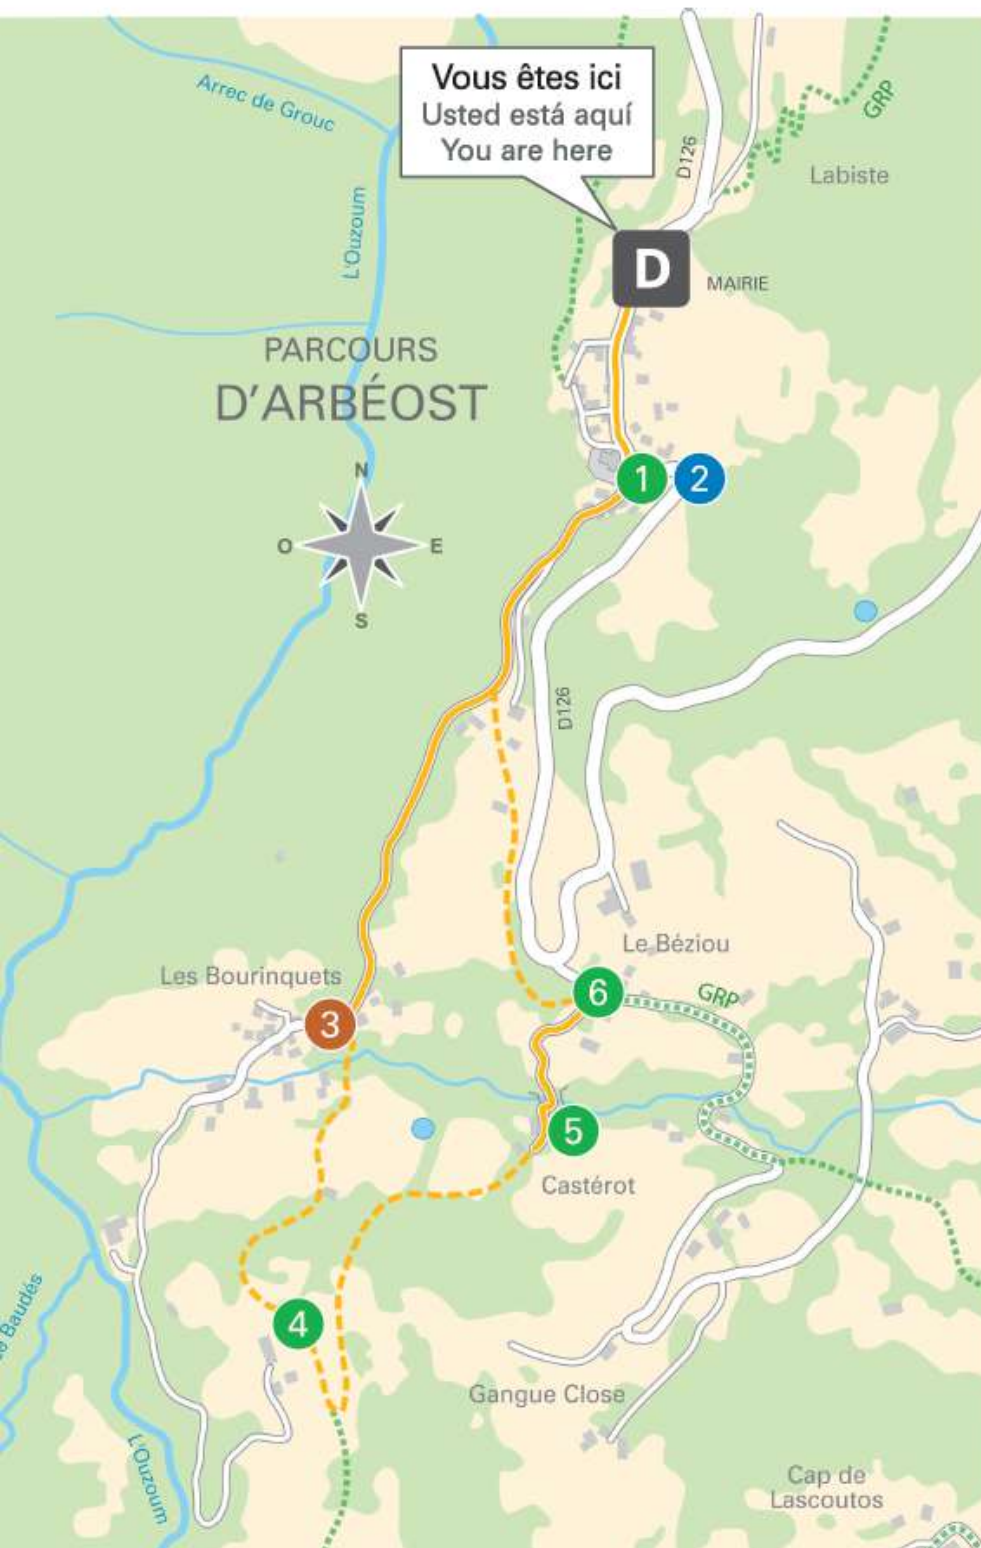 Vous êtes ici
Usted está aquí
You are here
Arrec de Grouc
GRP
D126
Labiste
L'Ouzoum
D
MAIRIE
PARCOURS
D'ARBÉOST
N
1
2
O
E
S
D126
Le Béziou
Les Bourinquets
6
GRP
3
5
Castérot
Baudés
4
Gangue Close
L'Ouzoum
Cap de
Lascoutos